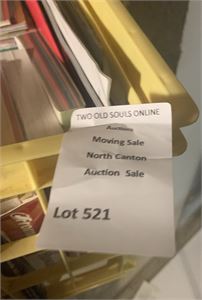 TWO OLD SOULS ONLINE
Auctions
Moving Sale
North Canton
Auction Sale
Lot 521